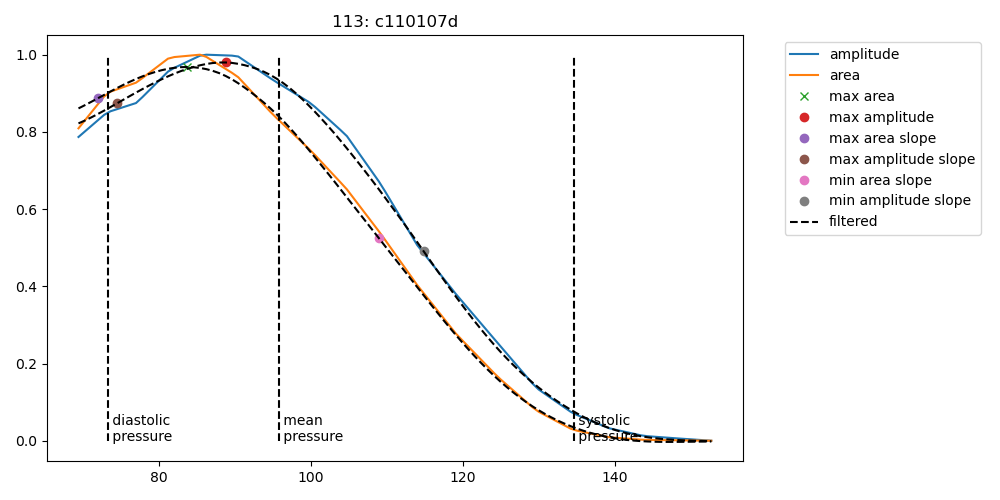 113: c110107d
1.0
0.8
0.6
0.4
0.2
0.0
80
100
120
140
diastolic
pressure
mean
pressure
systolic
pressure
amplitude
area
max area
max amplitude
max area slope
max amplitude slope
min area slope
min amplitude slope
filtered